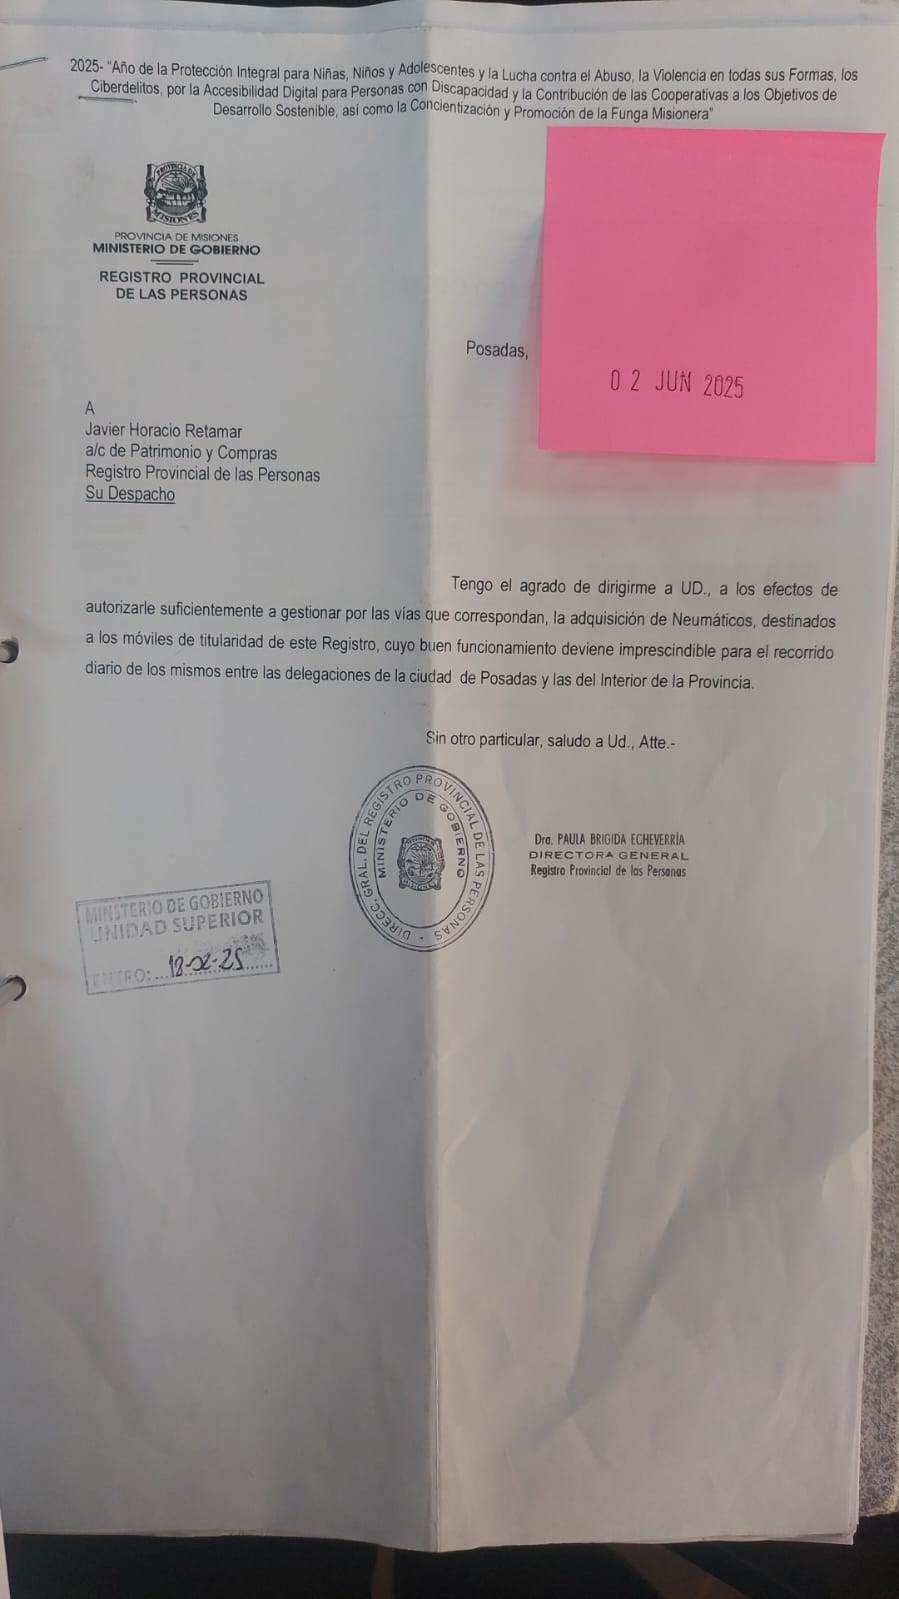 2025- “Año de la Protección Integral para Niñas, Niños y Adolescentes y la Lucha contra el Abuso, la Violencia en todas sus Formas, los
Ciberdelitos, por la Accesibilidad Digital para Personas con Discapacidad y la Contribución de las Cooperativas a los Objetivos de
Desarrollo Sostenible, así como la Concientización y Promoción de la Funga Misionera”
PROVINCIA DE
MISIONES
PROVINCIA DE MISIONES
MINISTERIO DE GOBIERNO
REGISTRO PROVINCIAL
DE LAS PERSONAS
Posadas,
02 JUN 2025
A
Javier Horacio Retamar
a/c de Patrimonio y Compras
Registro Provincial de las Personas
Su Despacho
Tengo el agrado de dirigirme a UD., a los efectos de
autorizarle suficientemente a gestionar por las vías que correspondan, la adquisición de Neumáticos, destinados
a los móviles de titularidad de este Registro, cuyo buen funcionamiento deviene imprescindible para el recorrido
diario de los mismos entre las delegaciones de la ciudad de Posadas y las del Interior de la Provincia.
Sin otro particular, saludo a Ud., Atte.-
DIRECC. GRAL. DEL REGISTRO PROVINCIAL DE LAS PERSONAS
MINISTERIO DE GOBIERNO
Dra. PAULA BRIGIDA ECHEVERRÍA
DIRECTORA GENERAL
Registro Provincial de las Personas
MINISTERIO DE GOBIERNO
UNIDAD SUPERIOR
ENTRO: